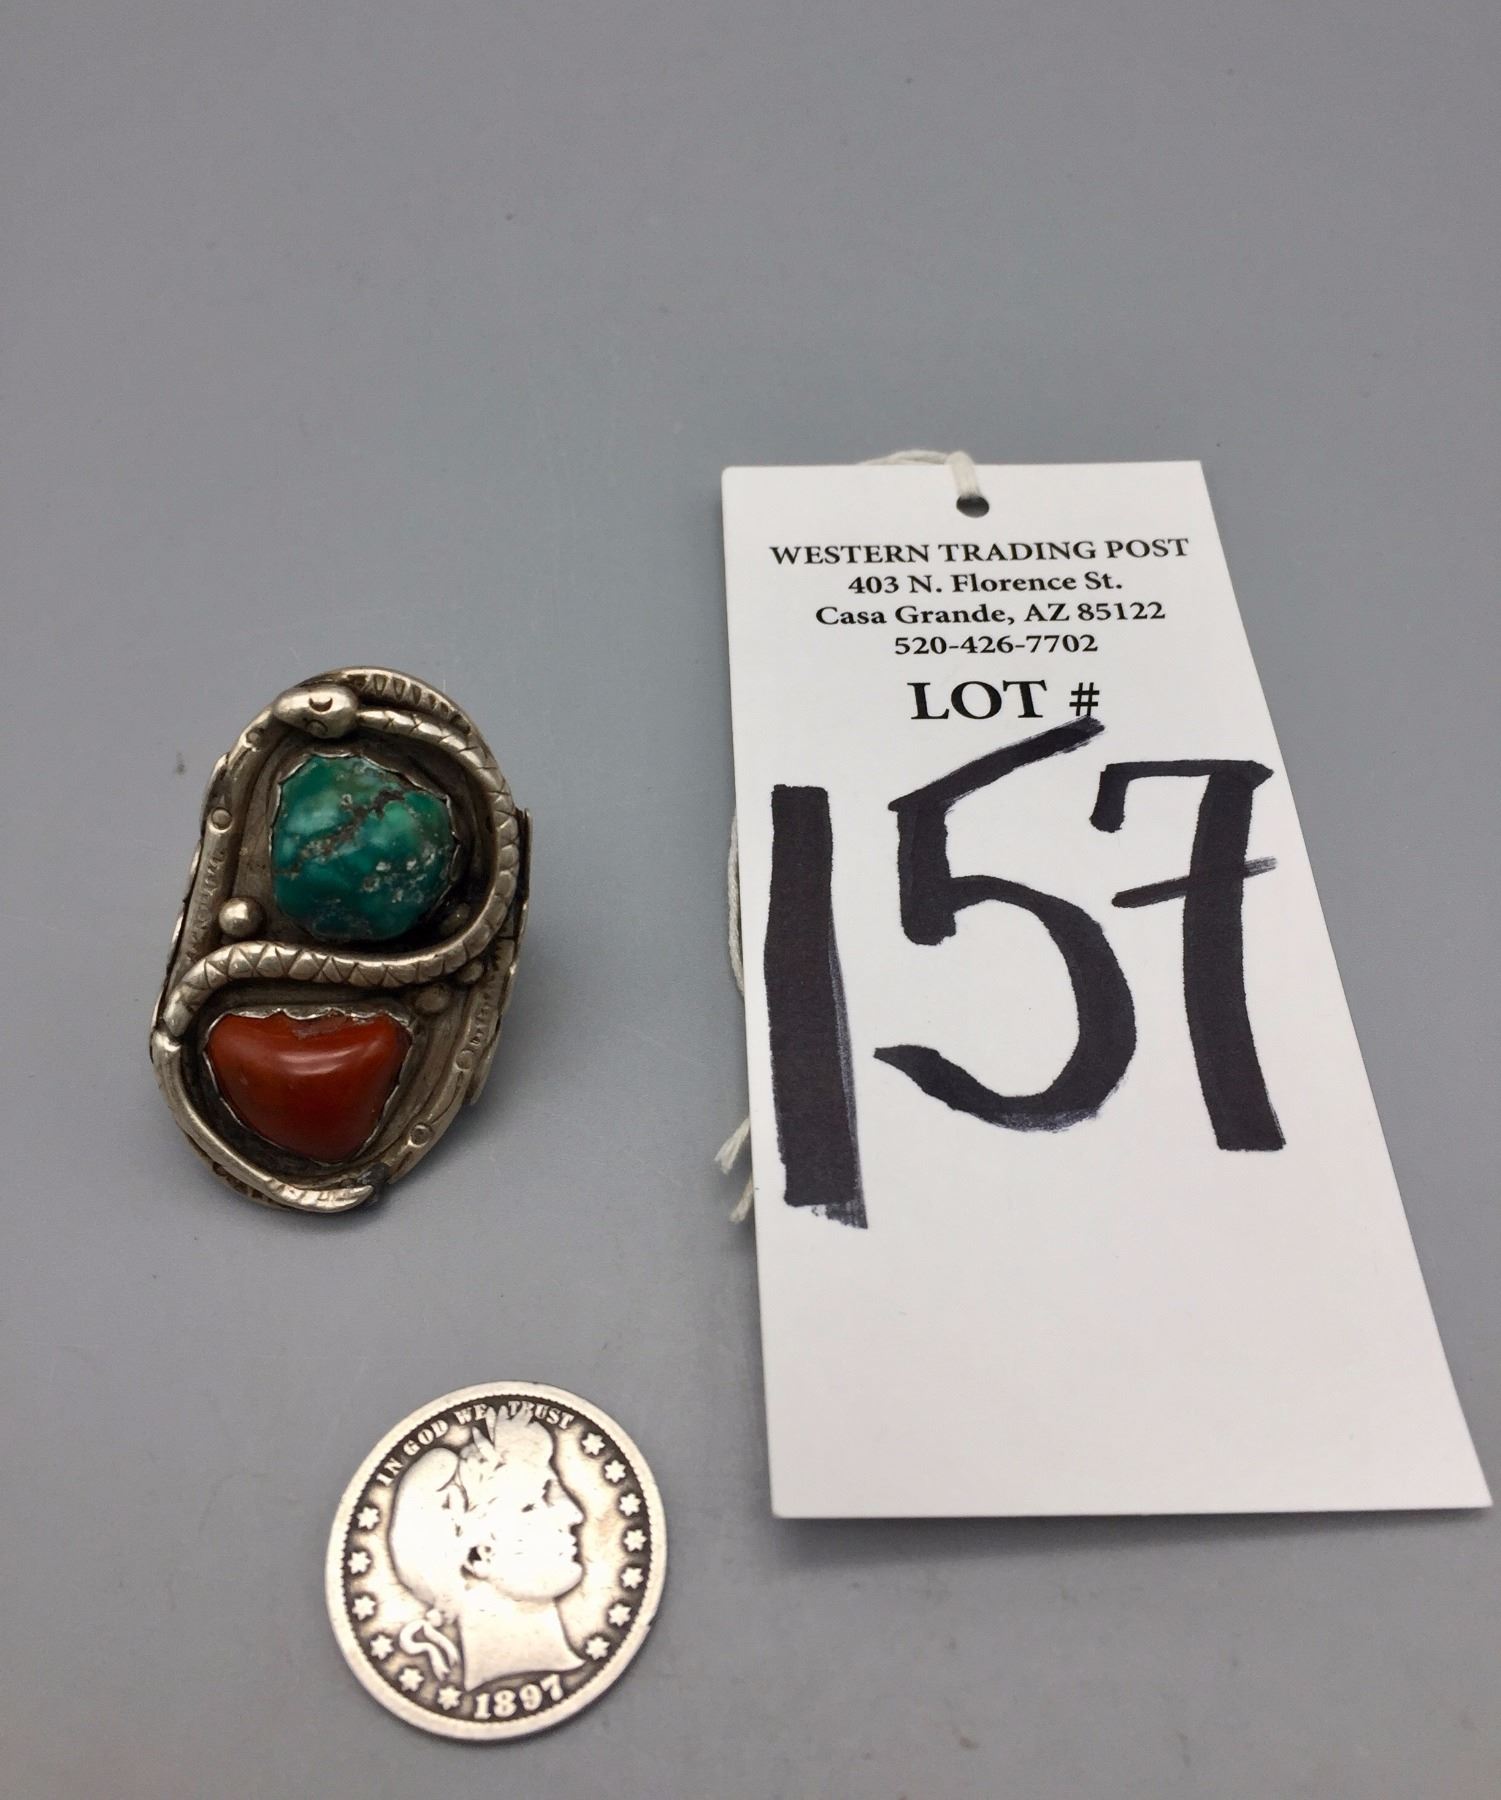 WESTERN TRADING POST
403 N. Florence St.
Casa Grande, AZ 85122
520-426-7702
LOT #
157
IN GOD WE TRUST
1897